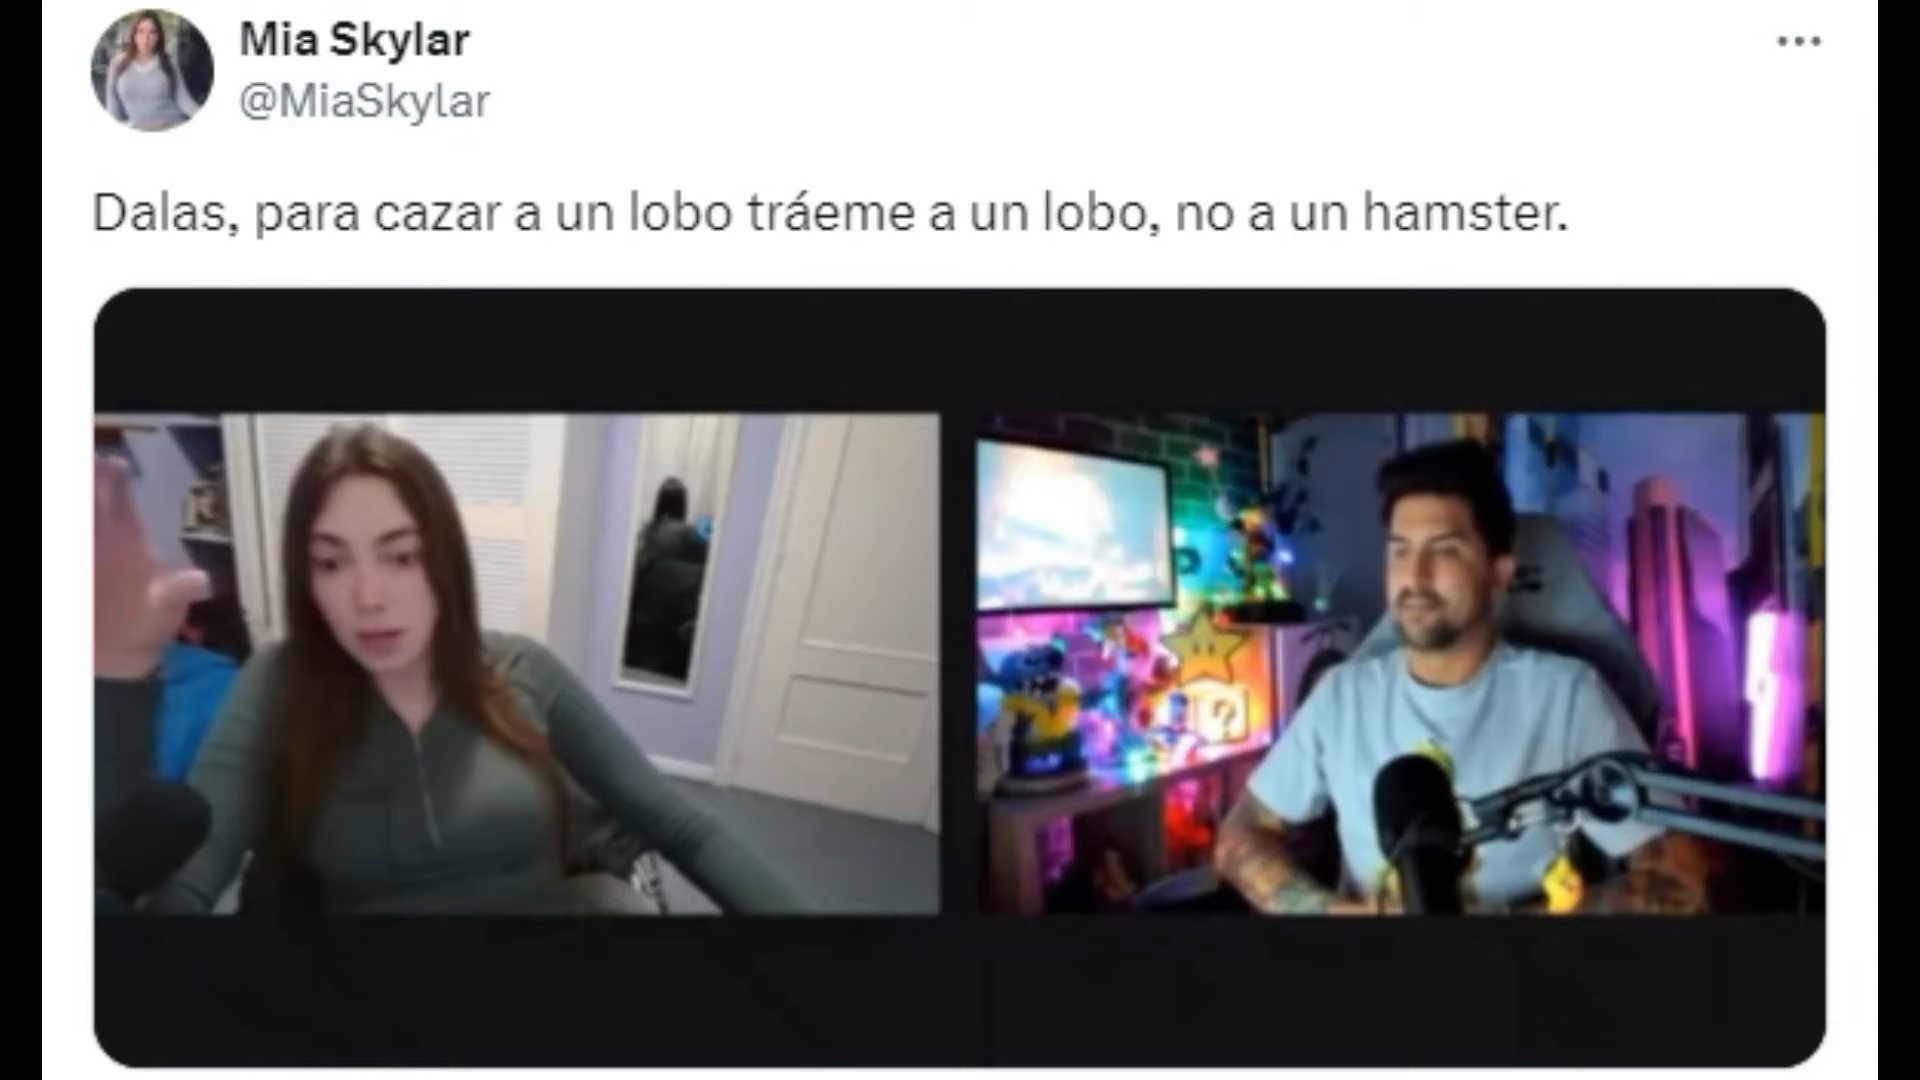 Mia Skylar
@MiaSkylar
Dalas, para cazar a un lobo tráeme a un lobo, no a un hamster.
?